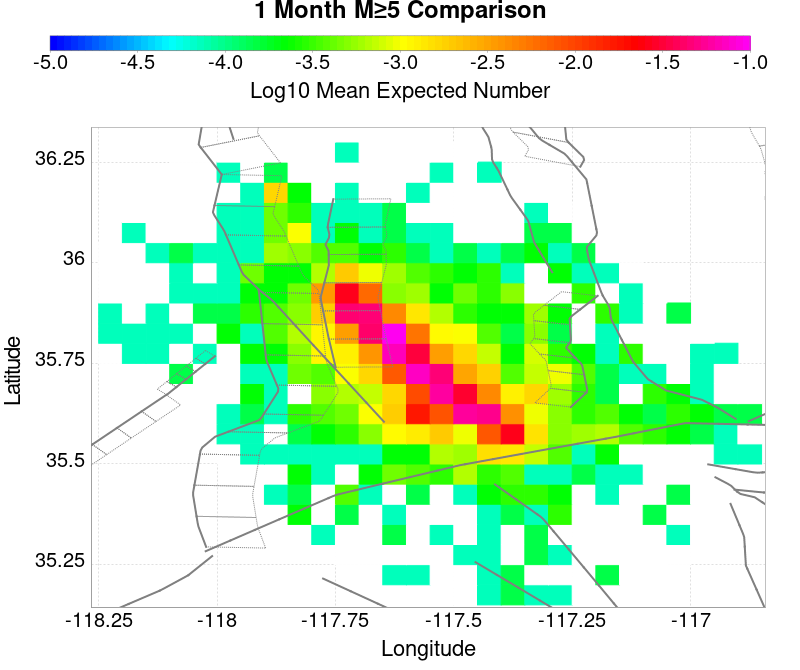 1 Month M≥5 Comparison
-5.0 -4.5 -4.0 -3.5 -3.0 -2.5 -2.0 -1.5 -1.0
Log10 Mean Expected Number
36.25
36
35.75
35.5
35.25
Latitude
-118.25 -118 -117.75 -117.5 -117.25 -117
Longitude